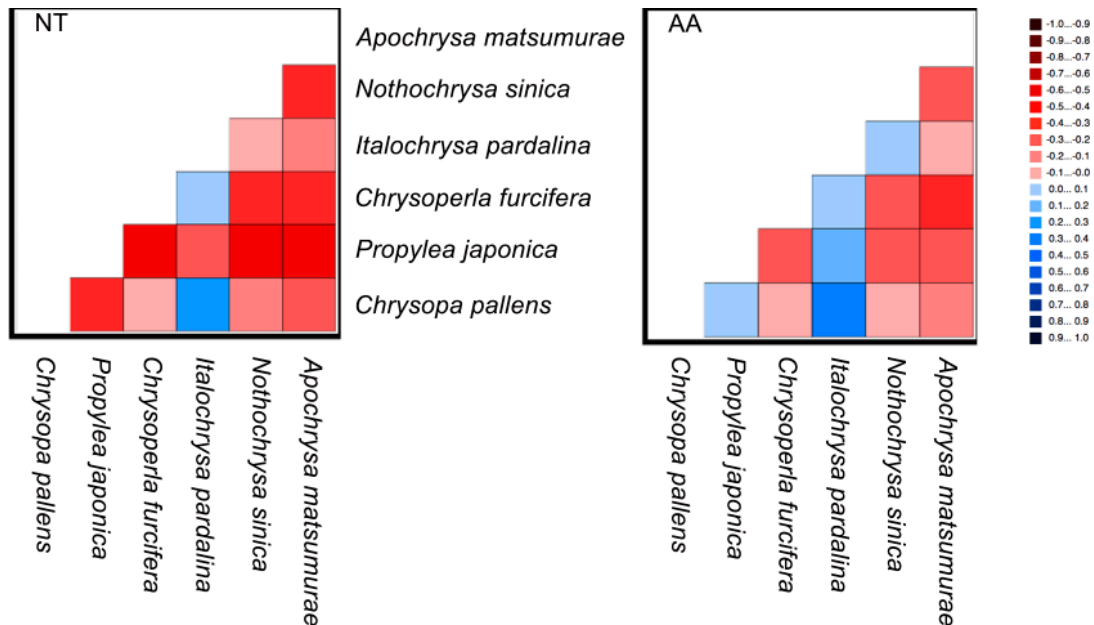 NT
Apochrysa matsumurae
Nothochrysa sinica
Italochrysa pardalina
Chrysoperla furcifera
Propylea japonica
Chrysopa pallens
Chrysopa pallens
Propylea japonica
Chrysoperla furcifera
Italochrysa pardalina
Nothochrysa sinica
Apochrysa matsumurae
AA
Chrysopa pallens
Propylea japonica
Chrysoperla furcifera
Italochrysa pardalina
Nothochrysa sinica
Apochrysa matsumurae
-1.0...-0.9
-0.9...-0.8
-0.8...-0.7
-0.7...-0.6
-0.6...-0.5
-0.5...-0.4
-0.4...-0.3
-0.3...-0.2
-0.2...-0.1
-0.1...-0.0
0.0... 0.1
0.1... 0.2
0.2... 0.3
0.3... 0.4
0.4... 0.5
0.5... 0.6
0.6... 0.7
0.7... 0.8
0.8... 0.9
0.9... 1.0